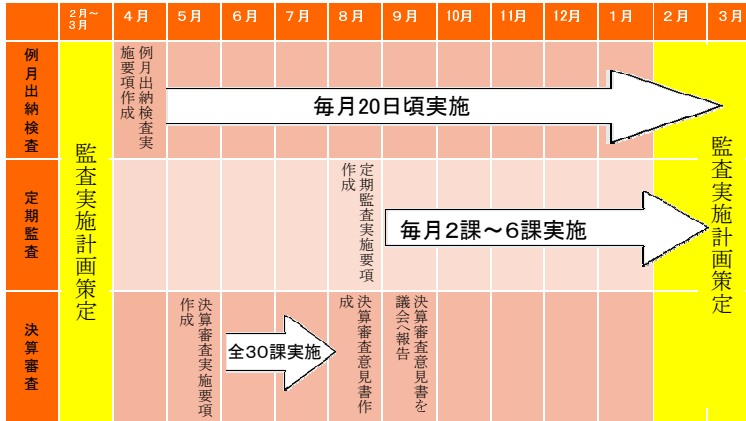 2月～
3月
4月
5月
6月
7月
8月
9月
10月
11月
12月
1月
2月
3月
例月出納検査
監査実施計画策定
例月出納検査実
施要項作成
毎月20日頃実施
監査実施計画策定
定期監査
定期監査実施要項
作成
毎月2課～6課実施
決算審査
決算審査実施要項
作成
全30課実施
決算審査意見書作
成
決算審査意見書を
議会へ報告